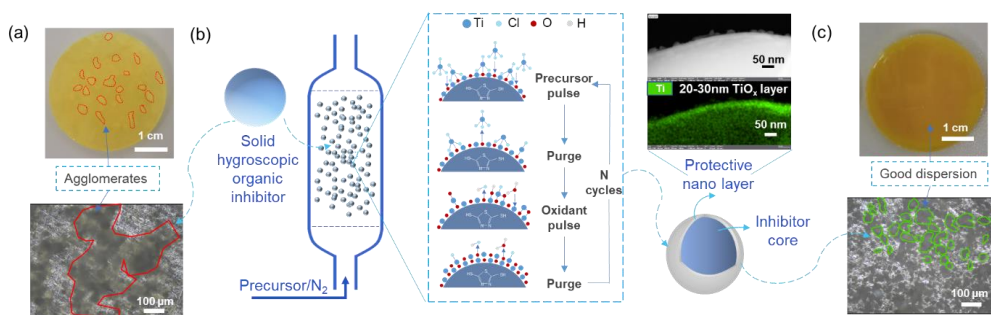 (a)
1 cm
Agglomerates
100 µm
(b)
Solid
hygroscopic
organic
inhibitor
Precursor/N2
Ti Cl O H
Precursor
pulse
Purge
N
cycles
Oxidant
pulse
Purge
50 nm
Ti
20-30nm TiOx layer
50 nm
Protective
nano layer
Inhibitor
core
(c)
1 cm
Good dispersion
100 µm